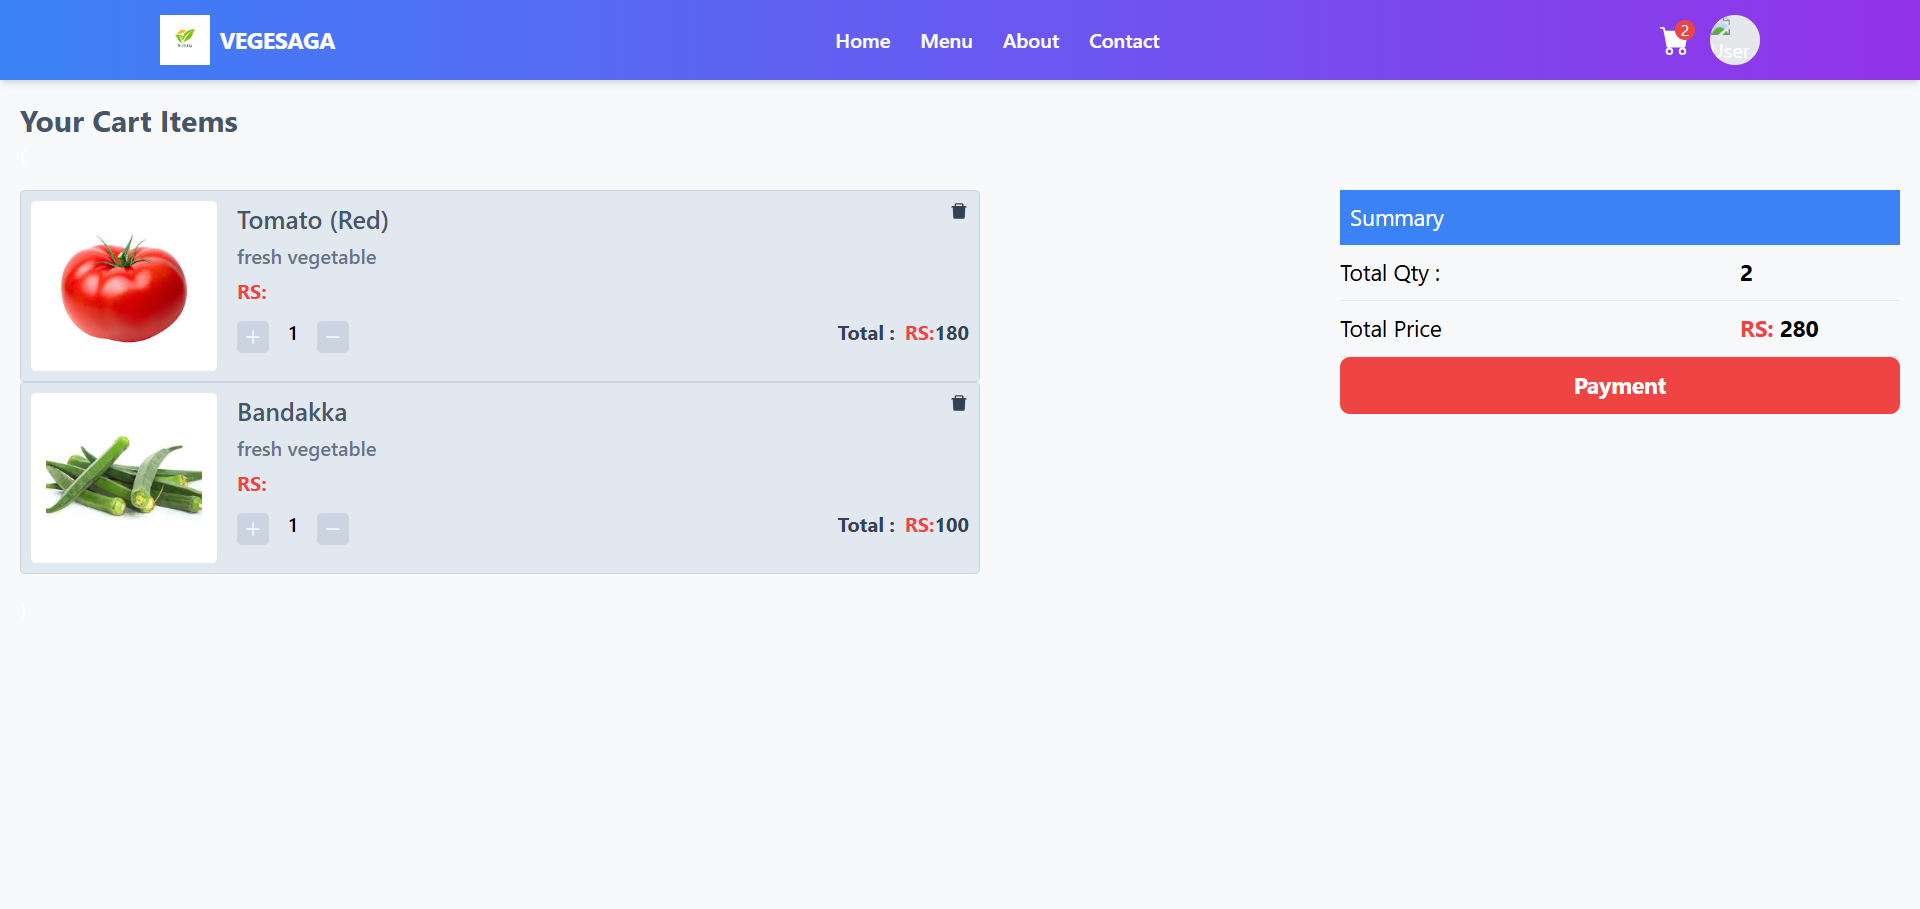 VEGESAGA
Home Menu About Contact
2
User
Your Cart Items
Tomato (Red)
fresh vegetable
RS:
+ 1 −
Total : RS:180
Bandakka
fresh vegetable
RS:
+ 1 −
Total : RS:100
Summary
Total Qty : 2
Total Price RS: 280
Payment